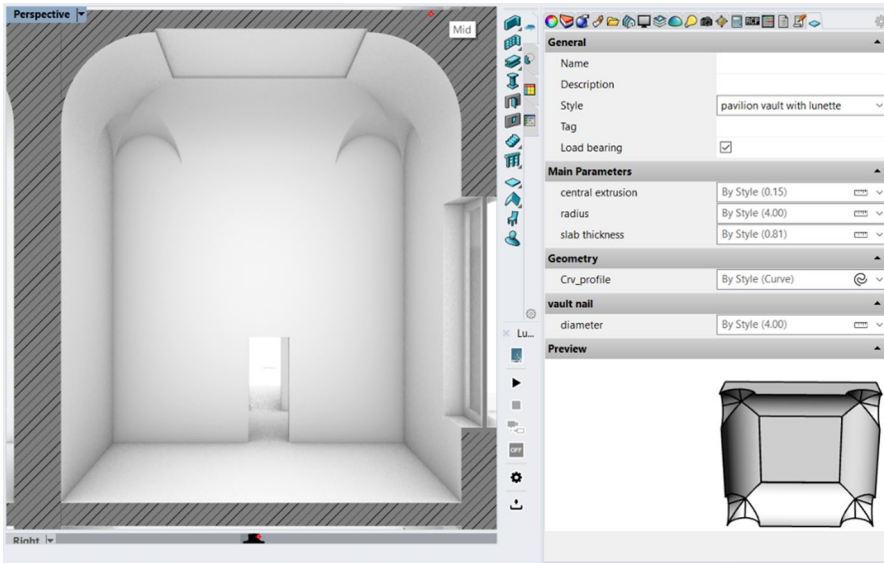 Perspective
Mid
General
Name
Description
Style pavilion vault with lunette
Tag
Load bearing
Main Parameters
central extrusion By Style (0.15)
radius By Style (4.00)
slab thickness By Style (0.81)
Geometry
Crv_profile By Style (Curve)
vault nail
diameter By Style (4.00)
× Lu...
Preview
OFF
Right